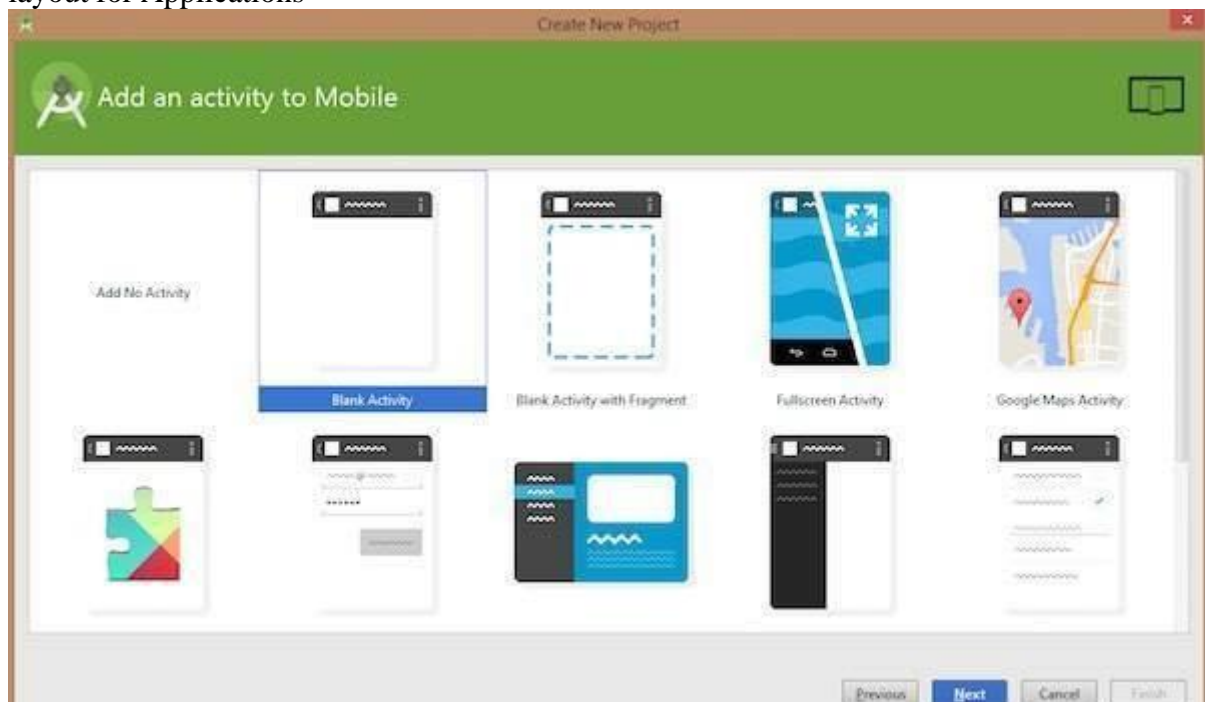 layout for Applications
Create New Project
Add an activity to Mobile
Add No Activity
Blank Activity
Blank Activity with Fragment
Fullscreen Activity
Google Maps Activity
Previous
Next
Cancel
Finish